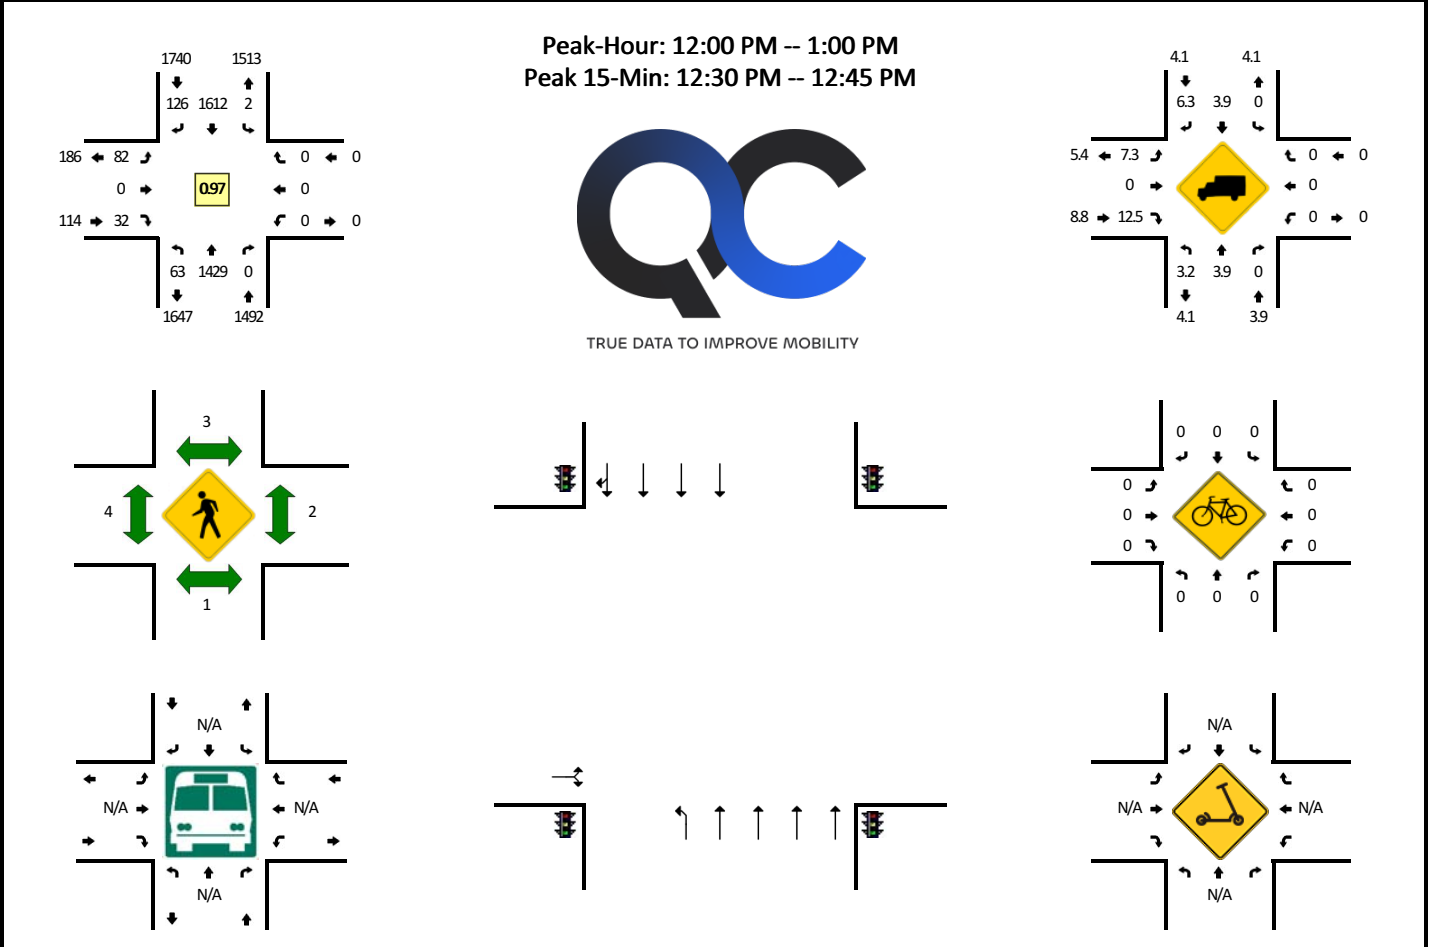 Peak-Hour: 12:00 PM -- 1:00 PM
Peak 15-Min: 12:30 PM -- 12:45 PM
1740 1513
126 1612 2
186 82 0 0
0 0.97 0
114 32 0 0
63 1429 0
1647 1492
TRUE DATA TO IMPROVE MOBILITY
4.1 4.1
6.3 3.9 0
5.4 7.3 0 0
0 0
8.8 12.5 0 0
3.2 3.9 0
4.1 3.9
3
4 2
1
0 0 0
0 0
0 0
0 0
0 0 0
N/A
N/A N/A
N/A
N/A
N/A N/A
N/A